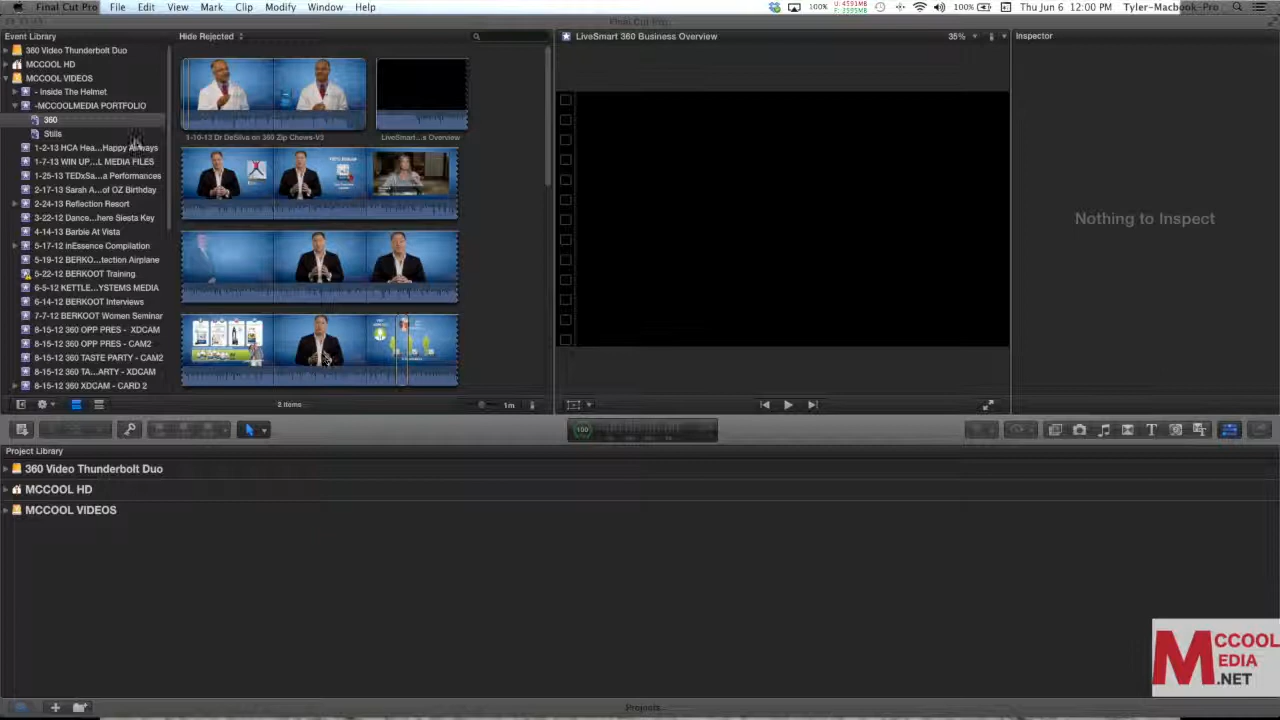 Final Cut Pro File Edit View Mark Clip Modify Window Help 100% Thu Jun 6 12:00 PM Tyler-Macbook-Pro
Final Cut Pro
Event Library
360 Video Thunderbolt Duo
MCCOOL HD
MCCOOL VIDEOS
- Inside The Helmet
-MCCOOLMEDIA PORTFOLIO
360
Stills
1-2-13 HCA Hea...Happy Airways
1-7-13 WIN UP...L MEDIA FILES
1-25-13 TEDxSa...a Performances
2-17-13 Sarah A...of OZ Birthday
2-24-13 Reflection Resort
3-22-12 Dance...here Siesta Key
4-14-13 Barbie At Vista
5-17-12 inEssence Compilation
5-19-12 BERKO...tection Airplane
5-22-12 BERKOOT Training
6-5-12 KETTLE...YSTEMS MEDIA
6-14-12 BERKOOT Interviews
7-7-12 BERKOOT Women Seminar
8-15-12 360 OPP PRES - XDCAM
8-15-12 360 OPP PRES - CAM2
8-15-12 360 TASTE PARTY - CAM2
8-15-12 360 TA...ARTY - XDCAM
8-15-12 360 XDCAM - CARD 2
Hide Rejected
1-10-13 Dr DeSilva on 360 Zip Chews-V3
LiveSmart...s Overview
2 items
1m
LiveSmart 360 Business Overview
35%
Inspector
Nothing to Inspect
100
Project Library
360 Video Thunderbolt Duo
MCCOOL HD
MCCOOL VIDEOS
Projects
MCCOOL
MEDIA
.NET